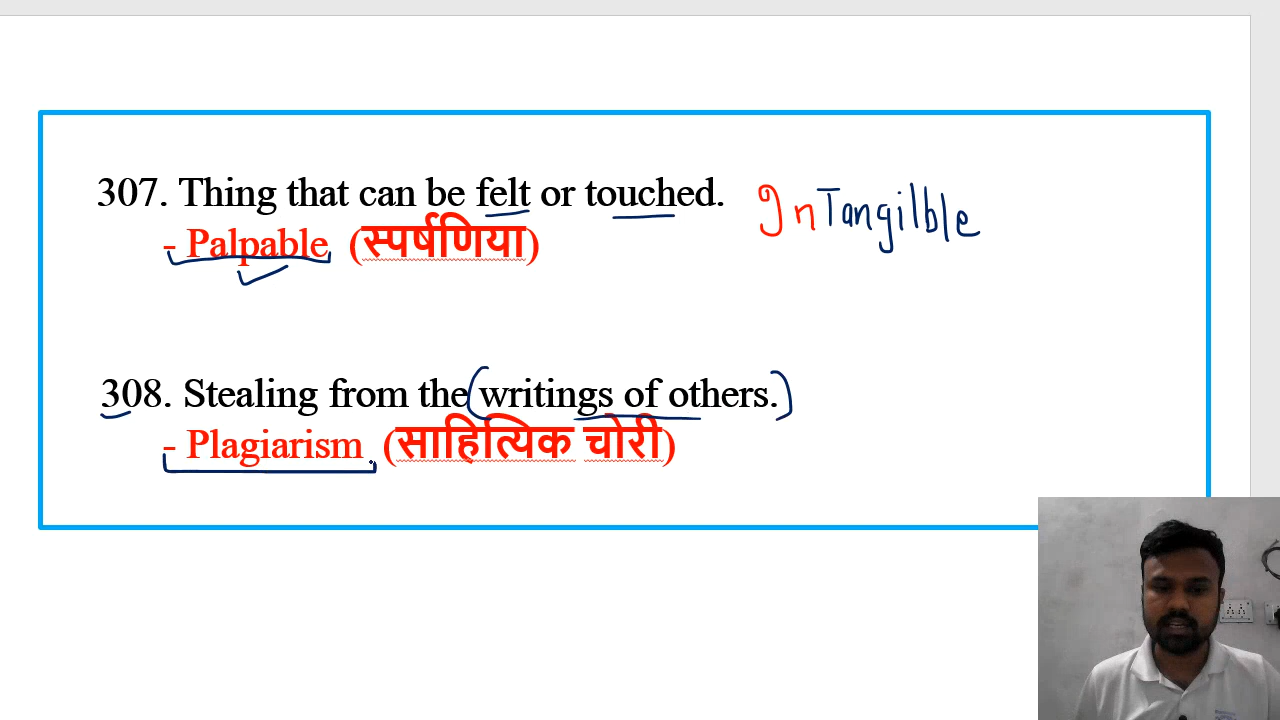 307. Thing that can be felt or touched.
InTangilble
- Palpable (स्पर्षणिया)
308. Stealing from the writings of others.
- Plagiarism (साहित्यिक चोरी)